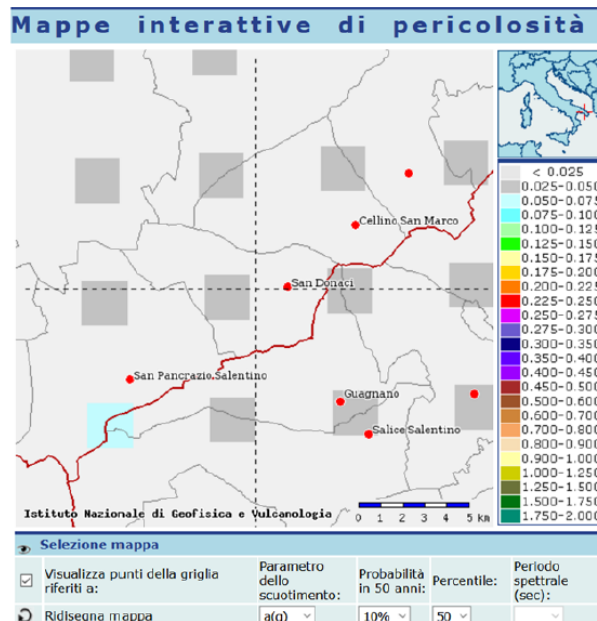 Mappe interattive di pericolosità
Cellino San Marco
San Donaci
San Pancrazio Salentino
Guagnano
Salice Salentino
Istituto Nazionale di Geofisica e Vulcanologia
0 1 2 3 4 5 km
< 0.025
0.025-0.050
0.050-0.075
0.075-0.100
0.100-0.125
0.125-0.150
0.150-0.175
0.175-0.200
0.200-0.225
0.225-0.250
0.250-0.275
0.275-0.300
0.300-0.350
0.350-0.400
0.400-0.450
0.450-0.500
0.500-0.600
0.600-0.700
0.700-0.800
0.800-0.900
0.900-1.000
1.000-1.250
1.250-1.500
1.500-1.750
1.750-2.000
Selezione mappa
Visualizza punti della griglia riferiti a:
Parametro dello scuotimento:
Probabilità in 50 anni:
Percentile:
Periodo spettrale (sec):
Ridisegna mappa
a(g)
10%
50